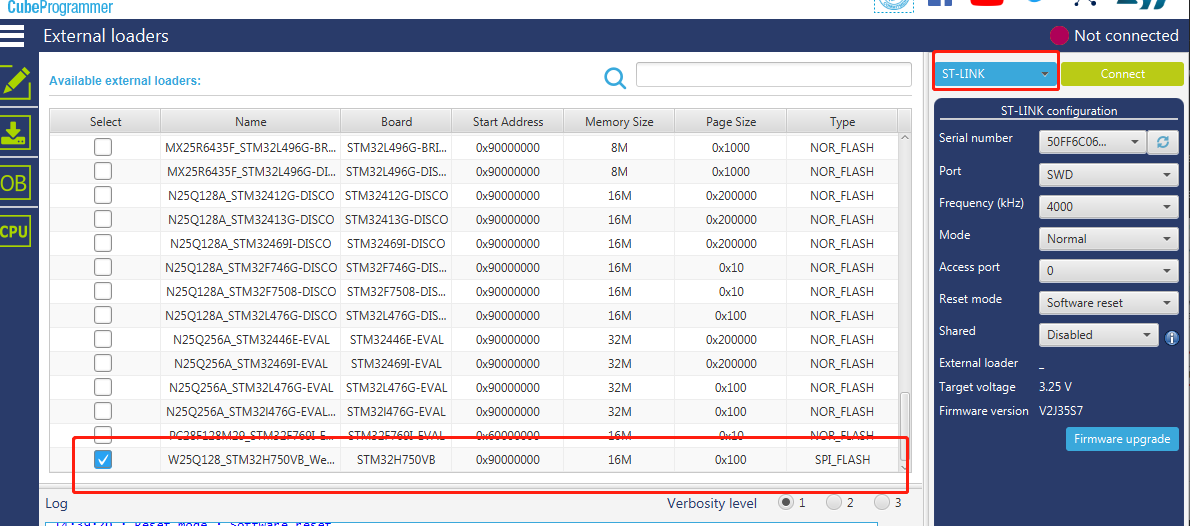 CubeProgrammer
External loaders
Not connected
Available external loaders:
ST-LINK Connect
Select Name Board Start Address Memory Size Page Size Type
MX25R6435F_STM32L496G-BRI... STM32L496G-BRI... 0x90000000 8M 0x1000 NOR_FLASH
MX25R6435F_STM32L496G-DI... STM32L496G-DIS... 0x90000000 8M 0x1000 NOR_FLASH
N25Q128A_STM32412G-DISCO STM32412G-DISCO 0x90000000 16M 0x200000 NOR_FLASH
N25Q128A_STM32413G-DISCO STM32413G-DISCO 0x90000000 16M 0x200000 NOR_FLASH
N25Q128A_STM32469I-DISCO STM32469I-DISCO 0x90000000 16M 0x200000 NOR_FLASH
N25Q128A_STM32F746G-DISCO STM32F746G-DIS... 0x90000000 16M 0x10 NOR_FLASH
N25Q128A_STM32F7508-DISCO STM32F7508-DIS... 0x90000000 16M 0x10 NOR_FLASH
N25Q128A_STM32L476G-DISCO STM32L476G-DIS... 0x90000000 16M 0x100 NOR_FLASH
N25Q256A_STM32446E-EVAL STM32446E-EVAL 0x90000000 32M 0x200000 NOR_FLASH
N25Q256A_STM32469I-EVAL STM32469I-EVAL 0x90000000 32M 0x200000 NOR_FLASH
N25Q256A_STM32L476G-EVAL STM32L476G-EVAL 0x90000000 32M 0x100 NOR_FLASH
N25Q256A_STM32l476G-EVAL... STM32L476G-EVAL 0x90000000 32M 0x100 NOR_FLASH
PC28F128M29_STM32F769I-E... STM32F769I-EVAL 0x60000000 16M 0x10 NOR_FLASH
W25Q128_STM32H750VB_We... STM32H750VB 0x90000000 16M 0x100 SPI_FLASH
OB
CPU
ST-LINK configuration
Serial number 50FF6C06...
Port SWD
Frequency (kHz) 4000
Mode Normal
Access port 0
Reset mode Software reset
Shared Disabled
External loader _
Target voltage 3.25 V
Firmware version V2J35S7
Firmware upgrade
Log Verbosity level 1 2 3
14:39:20 : Reset mode : Software reset